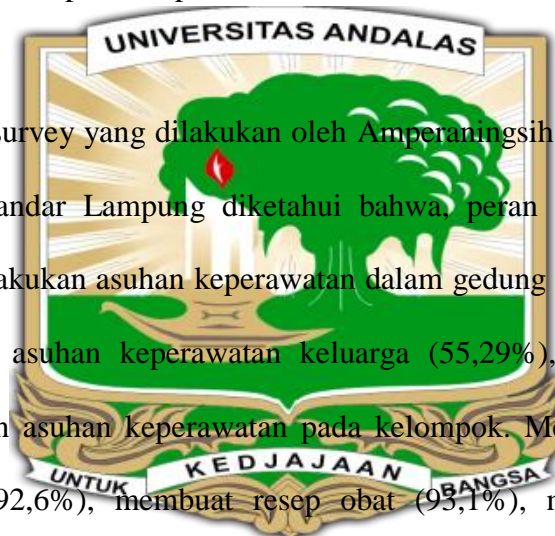 UNIVERSITAS ANDALAS
survey yang dilakukan oleh Amperaningsih
andar Lampung diketahui bahwa, peran
akukan asuhan keperawatan dalam gedung
asuhan keperawatan keluarga (55,29%),
n asuhan keperawatan pada kelompok. Me
92,6%), membuat resep obat (93,1%), m
UNTUK KEDJAJAAN BANGSA